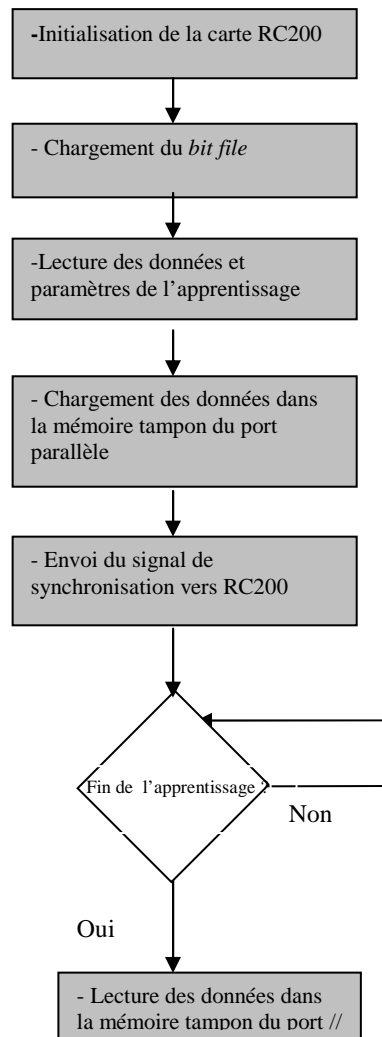 -Initialisation de la carte RC200
- Chargement du bit file
-Lecture des données et
paramètres de l’apprentissage
- Chargement des données dans
la mémoire tampon du port
parallèle
- Envoi du signal de
synchronisation vers RC200
Fin de l’apprentissage ?
Non
Oui
- Lecture des données dans
la mémoire tampon du port //